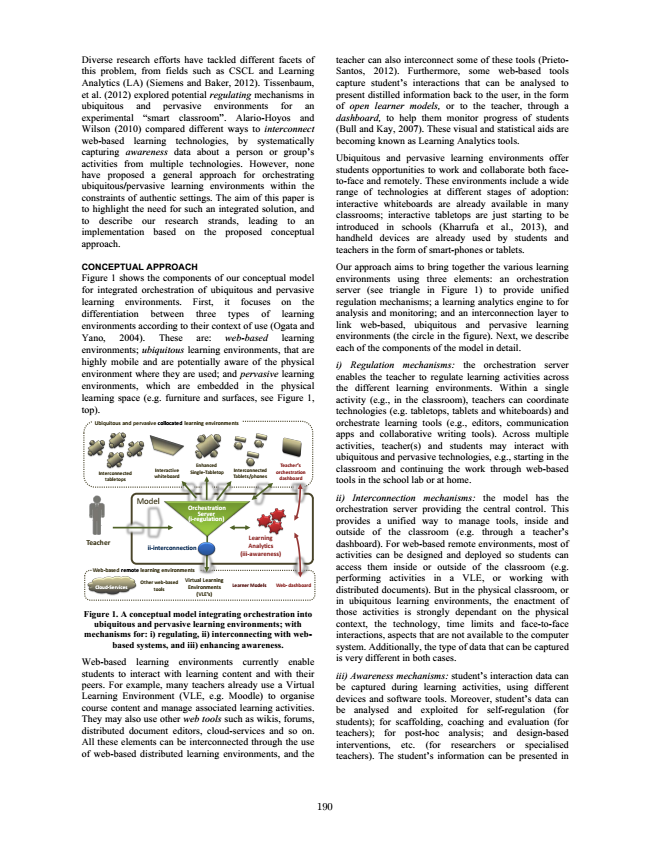 Diverse research efforts have tackled different facets of
this problem, from fields such as CSCL and Learning
Analytics (LA) (Siemens and Baker, 2012). Tissenbaum,
et al. (2012) explored potential regulating mechanisms in
ubiquitous and pervasive environments for an
experimental “smart classroom”. Alario-Hoyos and
Wilson (2010) compared different ways to interconnect
web-based learning technologies, by systematically
capturing awareness data about a person or group’s
activities from multiple technologies. However, none
have proposed a general approach for orchestrating
ubiquitous/pervasive learning environments within the
constraints of authentic settings. The aim of this paper is
to highlight the need for such an integrated solution, and
to describe our research strands, leading to an
implementation based on the proposed conceptual
approach.
CONCEPTUAL APPROACH
Figure 1 shows the components of our conceptual model
for integrated orchestration of ubiquitous and pervasive
learning environments. First, it focuses on the
differentiation between three types of learning
environments according to their context of use (Ogata and
Yano, 2004). These are: web-based learning
environments; ubiquitous learning environments, that are
highly mobile and are potentially aware of the physical
environment where they are used; and pervasive learning
environments, which are embedded in the physical
learning space (e.g. furniture and surfaces, see Figure 1,
top).
Ubiquitous and pervasive collocated learning environments
Interconnected
tabletops
Interactive
whiteboard
Enhanced
Single-Tabletop
Interconnected
Tablets/phones
Teacher's
orchestration
dashboard
Model
Orchestration
Server
(i-regulation)
Teacher
ii-interconnection
Learning
Analytics
(iii-awareness)
Web-based remote learning environments
Cloud-services
Other web-based
tools
Virtual Learning
Environments
(VLE's)
Learner Models
Web- dashboard
Figure 1. A conceptual model integrating orchestration into
ubiquitous and pervasive learning environments; with
mechanisms for: i) regulating, ii) interconnecting with web-
based systems, and iii) enhancing awareness.
Web-based learning environments currently enable
students to interact with learning content and with their
peers. For example, many teachers already use a Virtual
Learning Environment (VLE, e.g. Moodle) to organise
course content and manage associated learning activities.
They may also use other web tools such as wikis, forums,
distributed document editors, cloud-services and so on.
All these elements can be interconnected through the use
of web-based distributed learning environments, and the
teacher can also interconnect some of these tools (Prieto-
Santos, 2012). Furthermore, some web-based tools
capture student’s interactions that can be analysed to
present distilled information back to the user, in the form
of open learner models, or to the teacher, through a
dashboard, to help them monitor progress of students
(Bull and Kay, 2007). These visual and statistical aids are
becoming known as Learning Analytics tools.
Ubiquitous and pervasive learning environments offer
students opportunities to work and collaborate both face-
to-face and remotely. These environments include a wide
range of technologies at different stages of adoption:
interactive whiteboards are already available in many
classrooms; interactive tabletops are just starting to be
introduced in schools (Kharrufa et al., 2013), and
handheld devices are already used by students and
teachers in the form of smart-phones or tablets.
Our approach aims to bring together the various learning
environments using three elements: an orchestration
server (see triangle in Figure 1) to provide unified
regulation mechanisms; a learning analytics engine to for
analysis and monitoring; and an interconnection layer to
link web-based, ubiquitous and pervasive learning
environments (the circle in the figure). Next, we describe
each of the components of the model in detail.
i) Regulation mechanisms: the orchestration server
enables the teacher to regulate learning activities across
the different learning environments. Within a single
activity (e.g., in the classroom), teachers can coordinate
technologies (e.g. tabletops, tablets and whiteboards) and
orchestrate learning tools (e.g., editors, communication
apps and collaborative writing tools). Across multiple
activities, teacher(s) and students may interact with
ubiquitous and pervasive technologies, e.g., starting in the
classroom and continuing the work through web-based
tools in the school lab or at home.
ii) Interconnection mechanisms: the model has the
orchestration server providing the central control. This
provides a unified way to manage tools, inside and
outside of the classroom (e.g. through a teacher’s
dashboard). For web-based remote environments, most of
activities can be designed and deployed so students can
access them inside or outside of the classroom (e.g.
performing activities in a VLE, or working with
distributed documents). But in the physical classroom, or
in ubiquitous learning environments, the enactment of
those activities is strongly dependant on the physical
context, the technology, time limits and face-to-face
interactions, aspects that are not available to the computer
system. Additionally, the type of data that can be captured
is very different in both cases.
iii) Awareness mechanisms: student’s interaction data can
be captured during learning activities, using different
devices and software tools. Moreover, student’s data can
be analysed and exploited for self-regulation (for
students); for scaffolding, coaching and evaluation (for
teachers); for post-hoc analysis; and design-based
interventions, etc. (for researchers or specialised
teachers). The student’s information can be presented in
190